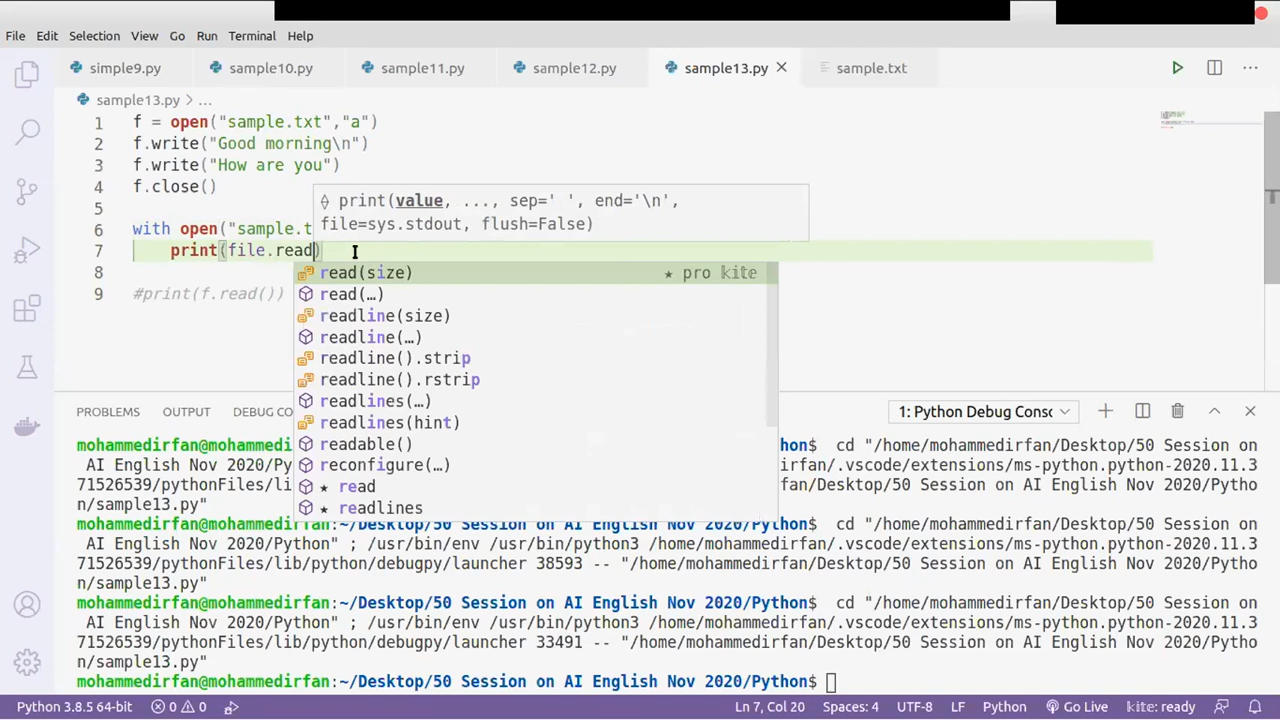 File Edit Selection View Go Run Terminal Help
simple9.py sample10.py sample11.py sample12.py sample13.py sample.txt
sample13.py > ...
1 f = open("sample.txt","a")
2 f.write("Good morning\n")
3 f.write("How are you")
4 f.close()
5
6 with open("sample.t
7 print(file.read)
8
9 #print(f.read())
print(value, ..., sep=' ', end='\n',
file=sys.stdout, flush=False)
read(size) ★ pro kite
read(…)
readline(size)
readline(…)
readline().strip
readline().rstrip
readlines(…)
readlines(hint)
readable()
reconfigure(…)
★ read
★ readlines
PROBLEMS OUTPUT DEBUG CO 1: Python Debug Consc
mohammedirfan@mohammedirfan: thon$ cd "/home/mohammedirfan/Desktop/50 Session on
AI English Nov 2020/Py irfan/.vscode/extensions/ms-python.python-2020.11.3
71526539/pythonFiles/li fan/Desktop/50 Session on AI English Nov 2020/Pytho
n/sample13.py"
mohammedirfan@mohammedirfan:~/Desktop/50 Session on AI English Nov 2020/Python$ cd "/home/mohammedirfan/Desktop/50 Session on
AI English Nov 2020/Python" ; /usr/bin/env /usr/bin/python3 /home/mohammedirfan/.vscode/extensions/ms-python.python-2020.11.3
71526539/pythonFiles/lib/python/debugpy/launcher 38593 -- "/home/mohammedirfan/Desktop/50 Session on AI English Nov 2020/Pytho
n/sample13.py"
mohammedirfan@mohammedirfan:~/Desktop/50 Session on AI English Nov 2020/Python$ cd "/home/mohammedirfan/Desktop/50 Session on
AI English Nov 2020/Python" ; /usr/bin/env /usr/bin/python3 /home/mohammedirfan/.vscode/extensions/ms-python.python-2020.11.3
71526539/pythonFiles/lib/python/debugpy/launcher 33491 -- "/home/mohammedirfan/Desktop/50 Session on AI English Nov 2020/Pytho
n/sample13.py"
mohammedirfan@mohammedirfan:~/Desktop/50 Session on AI English Nov 2020/Python$
Python 3.8.5 64-bit 0 0 Ln 7, Col 20 Spaces: 4 UTF-8 LF Python Go Live kite: ready